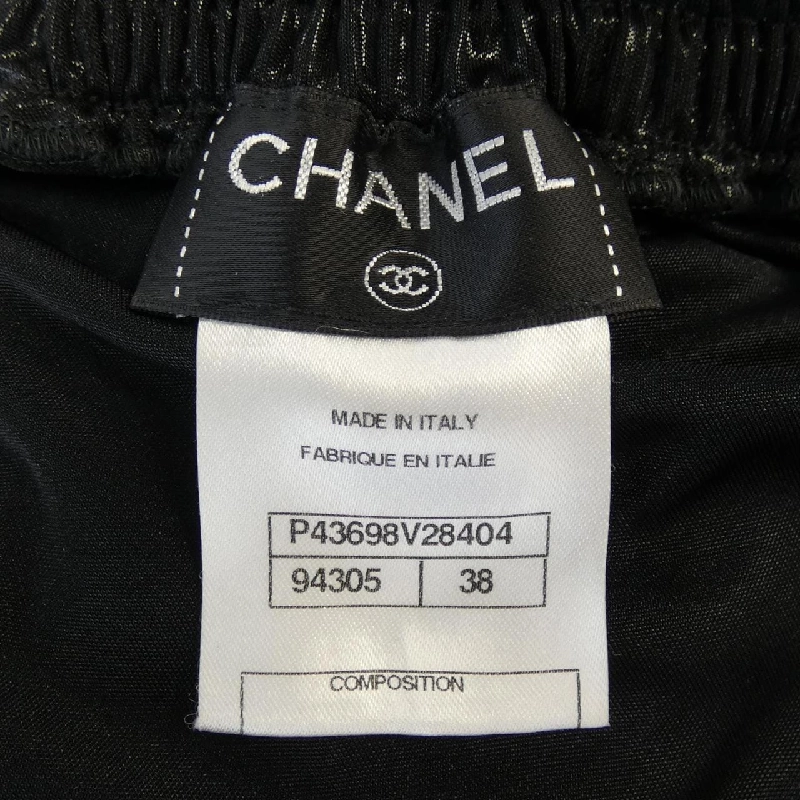 CHANEL
MADE IN ITALY
FABRIQUE EN ITALIE
P43698V28404
94305 38
COMPOSITION